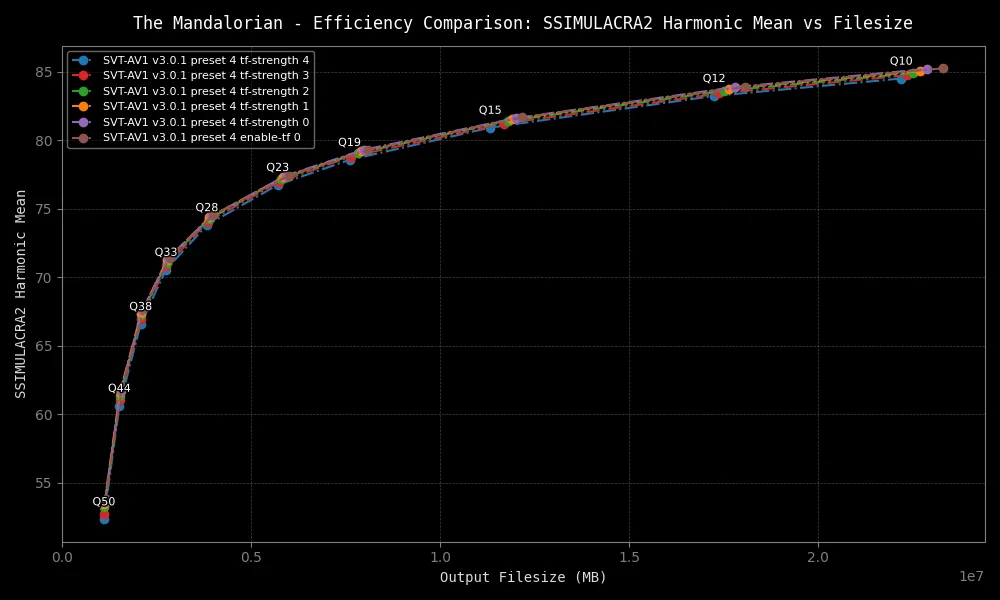 The Mandalorian - Efficiency Comparison: SSIMULACRA2 Harmonic Mean vs Filesize
SVT-AV1 v3.0.1 preset 4 tf-strength 4
SVT-AV1 v3.0.1 preset 4 tf-strength 3
SVT-AV1 v3.0.1 preset 4 tf-strength 2
SVT-AV1 v3.0.1 preset 4 tf-strength 1
SVT-AV1 v3.0.1 preset 4 tf-strength 0
SVT-AV1 v3.0.1 preset 4 enable-tf 0
SSIMULACRA2 Harmonic Mean
85
80
75
70
65
60
55
Q10
Q12
Q15
Q19
Q23
Q28
Q33
Q38
Q44
Q50
0.0
0.5
1.0
1.5
2.0
1e7
Output Filesize (MB)